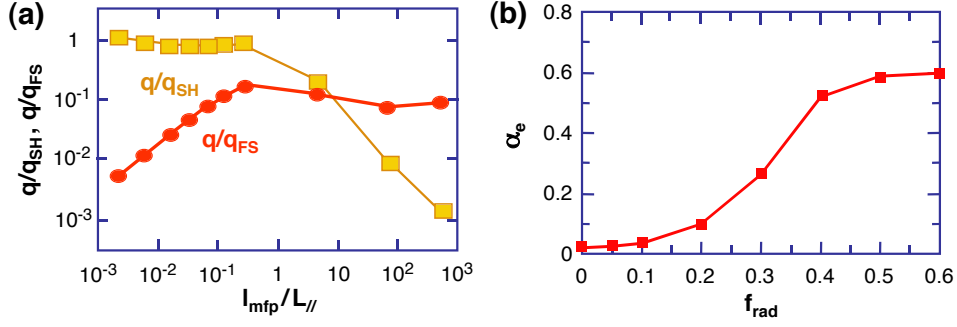 (a)
q/q_SH, q/q_FS
1
10^-1
10^-2
10^-3
q/q_SH
q/q_FS
10^-3 10^-2 10^-1 1 10 10^2 10^3
l_mfp/L_//
(b)
α_e
0.8
0.6
0.4
0.2
0
0 0.1 0.2 0.3 0.4 0.5 0.6
f_rad